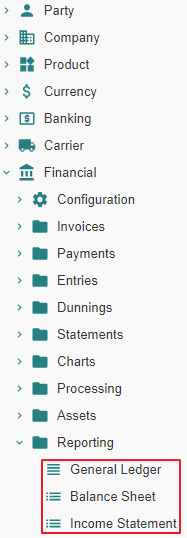 Party
Company
Product
Currency
Banking
Carrier
Financial
Configuration
Invoices
Payments
Entries
Dunnings
Statements
Charts
Processing
Assets
Reporting
General Ledger
Balance Sheet
Income Statement